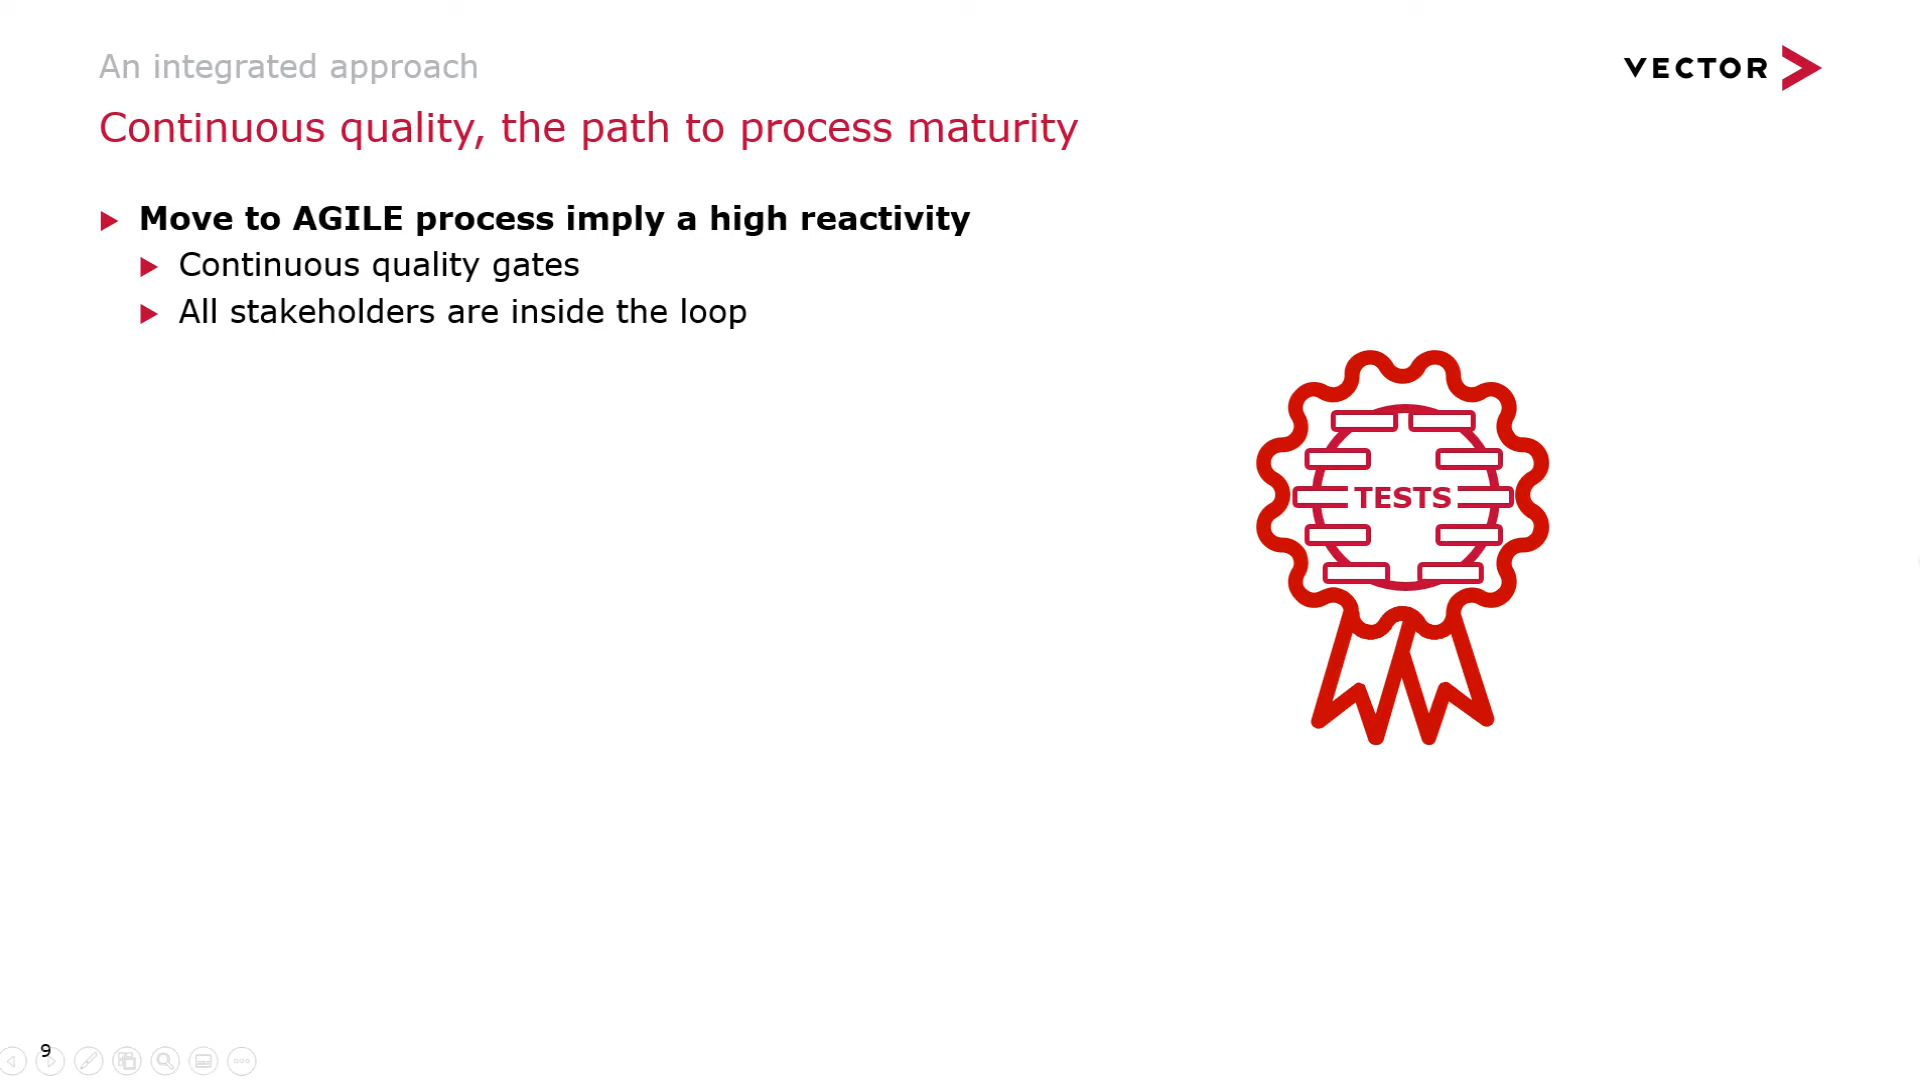 An integrated approach
VECTOR
Continuous quality, the path to process maturity
Move to AGILE process imply a high reactivity
Continuous quality gates
All stakeholders are inside the loop
TESTS
9